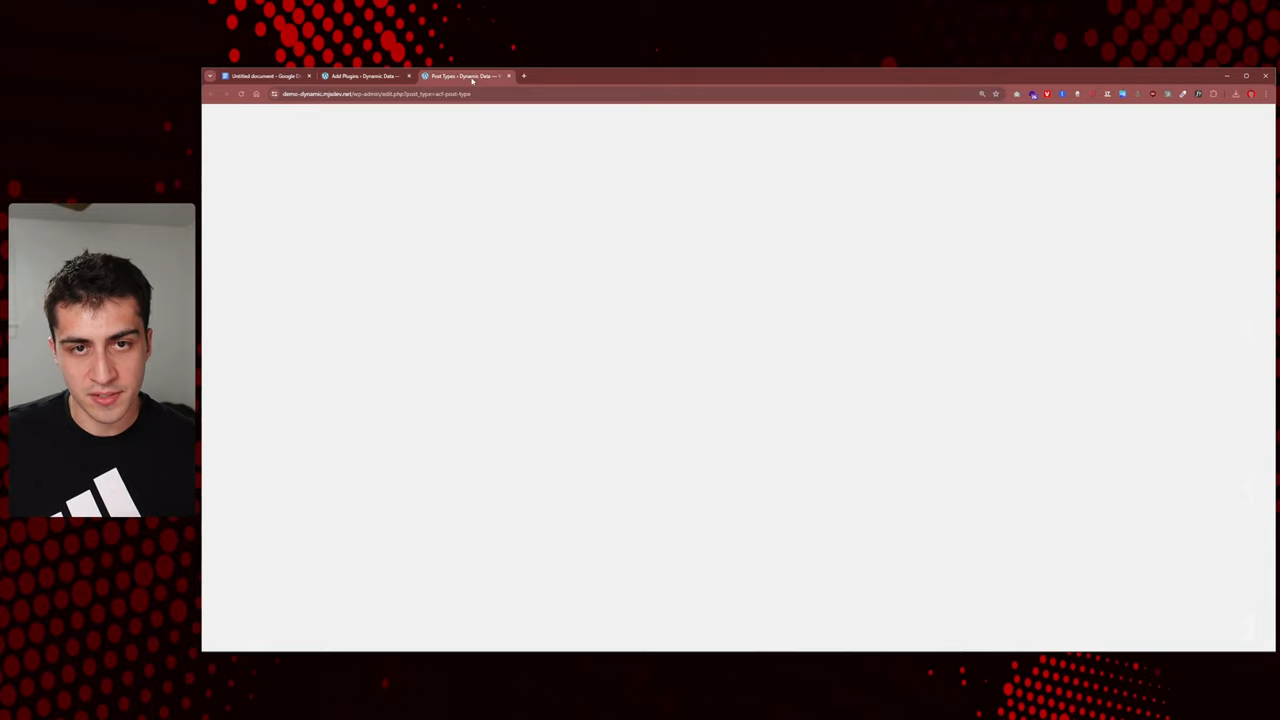 Untitled document - Google D
Add Plugins ‹ Dynamic Data —
Post Types ‹ Dynamic Data — 
demo-dynamic.mjsdev.net/wp-admin/edit.php?post_type=acf-post-type